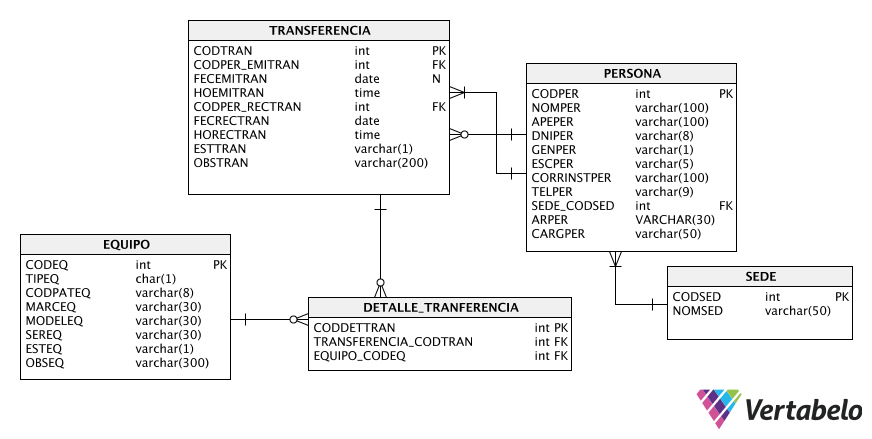 TRANSFERENCIA
CODTRAN int PK
CODPER_EMITRAN int FK
FECEMITRAN date N
HOEMITRAN time
CODPER_RECTRAN int FK
FECRECTRAN date
HORECTRAN time
ESTTRAN varchar(1)
OBSTRAN varchar(200)
PERSONA
CODPER int PK
NOMPER varchar(100)
APEPER varchar(100)
DNIPER varchar(8)
GENPER varchar(1)
ESCPER varchar(5)
CORRINSTPER varchar(100)
TELPER varchar(9)
SEDE_CODSED int FK
ARPER VARCHAR(30)
CARGPER varchar(50)
EQUIPO
CODEQ int PK
TIPEQ char(1)
CODPATEQ varchar(8)
MARCEQ varchar(30)
MODELEQ varchar(30)
SEREQ varchar(30)
ESTEQ varchar(1)
OBSEQ varchar(300)
DETALLE_TRANFERENCIA
CODDETTRAN int PK
TRANSFERENCIA_CODTRAN int FK
EQUIPO_CODEQ int FK
SEDE
CODSED int PK
NOMSED varchar(50)
Vertabelo